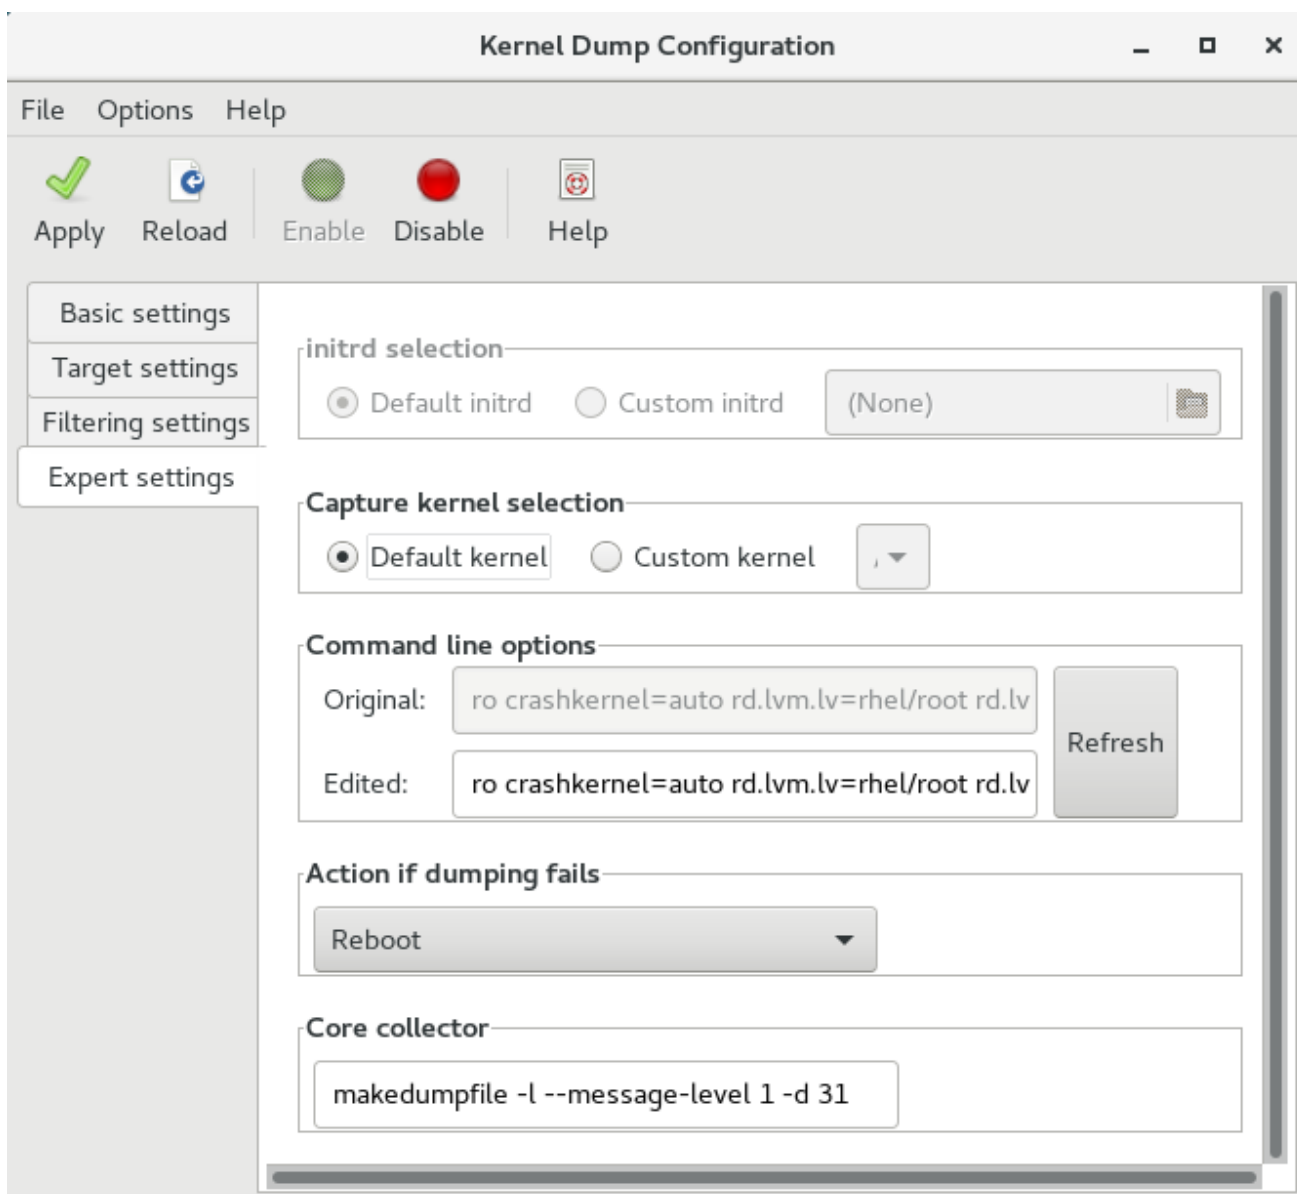 Kernel Dump Configuration
File Options Help
Apply Reload Enable Disable Help
Basic settings
Target settings
Filtering settings
Expert settings
initrd selection
Default initrd Custom initrd (None)
Capture kernel selection
Default kernel Custom kernel
Command line options
Original: ro crashkernel=auto rd.lvm.lv=rhel/root rd.lv
Refresh
Edited: ro crashkernel=auto rd.lvm.lv=rhel/root rd.lv
Action if dumping fails
Reboot
Core collector
makedumpfile -l --message-level 1 -d 31